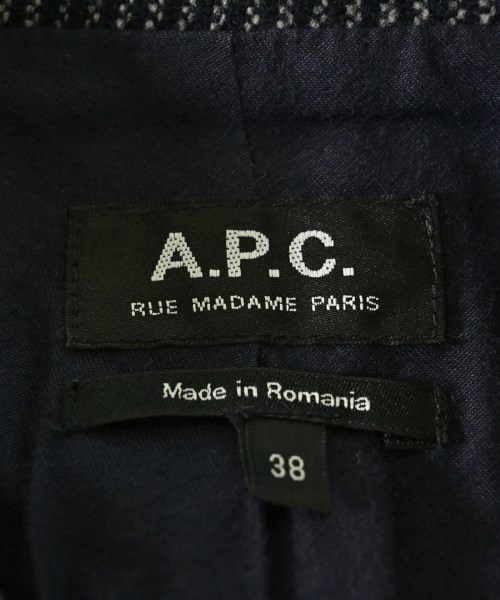 A.P.C.
RUE MADAME PARIS
Made in Romania
38